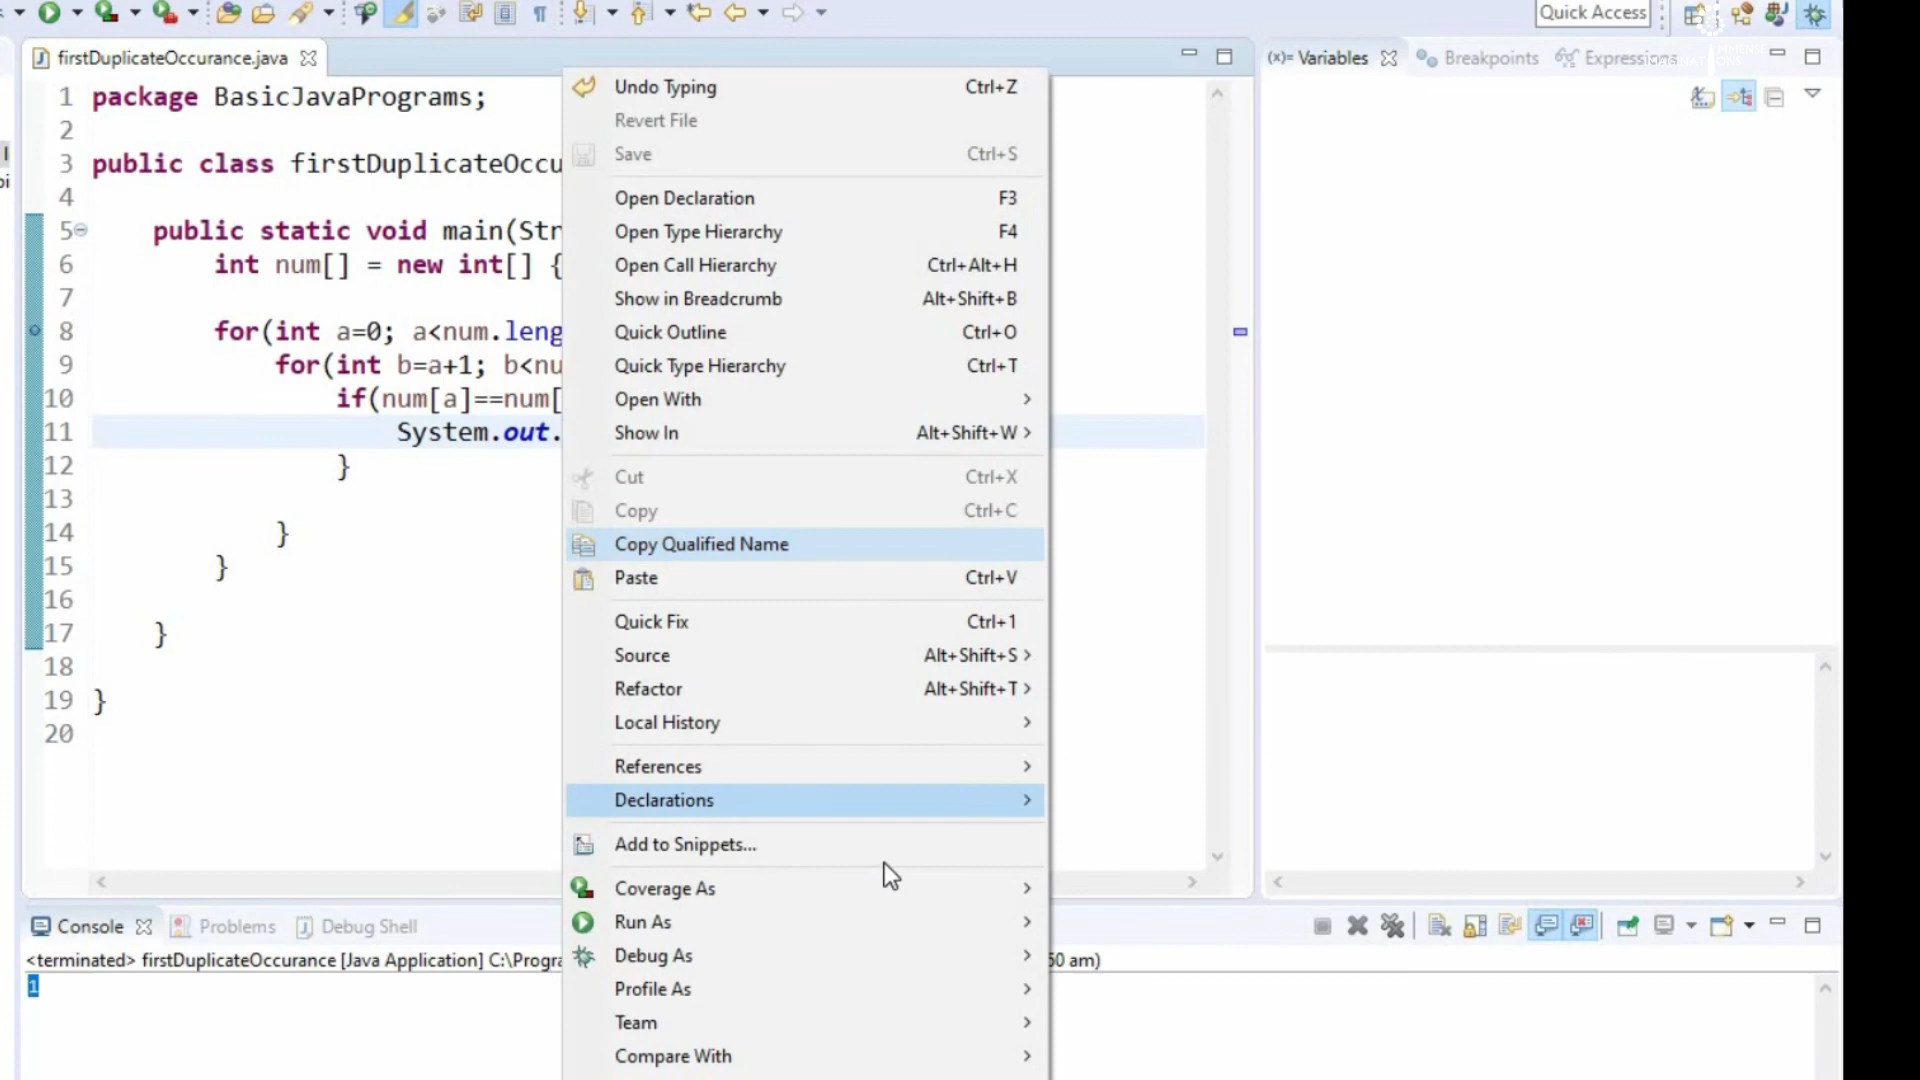 Quick Access
firstDuplicateOccurance.java
1 package BasicJavaPrograms;
2
3 public class firstDuplicateOccu
4
5 public static void main(Str
6 int num[] = new int[] {
7
8 for(int a=0; a<num.leng
9 for(int b=a+1; b<nu
10 if(num[a]==num[
11 System.out.
12 }
13
14 }
15 }
16
17 }
18
19 }
20
Undo Typing Ctrl+Z
Revert File
Save Ctrl+S
Open Declaration F3
Open Type Hierarchy F4
Open Call Hierarchy Ctrl+Alt+H
Show in Breadcrumb Alt+Shift+B
Quick Outline Ctrl+O
Quick Type Hierarchy Ctrl+T
Open With
Show In Alt+Shift+W
Cut Ctrl+X
Copy Ctrl+C
Copy Qualified Name
Paste Ctrl+V
Quick Fix Ctrl+1
Source Alt+Shift+S
Refactor Alt+Shift+T
Local History
References
Declarations
Add to Snippets...
Coverage As
Run As
Debug As
Profile As
Team
Compare With
(x)= Variables
Breakpoints
Expressions
Console
Problems
Debug Shell
<terminated> firstDuplicateOccurance [Java Application] C:\Progra
50 am)
1